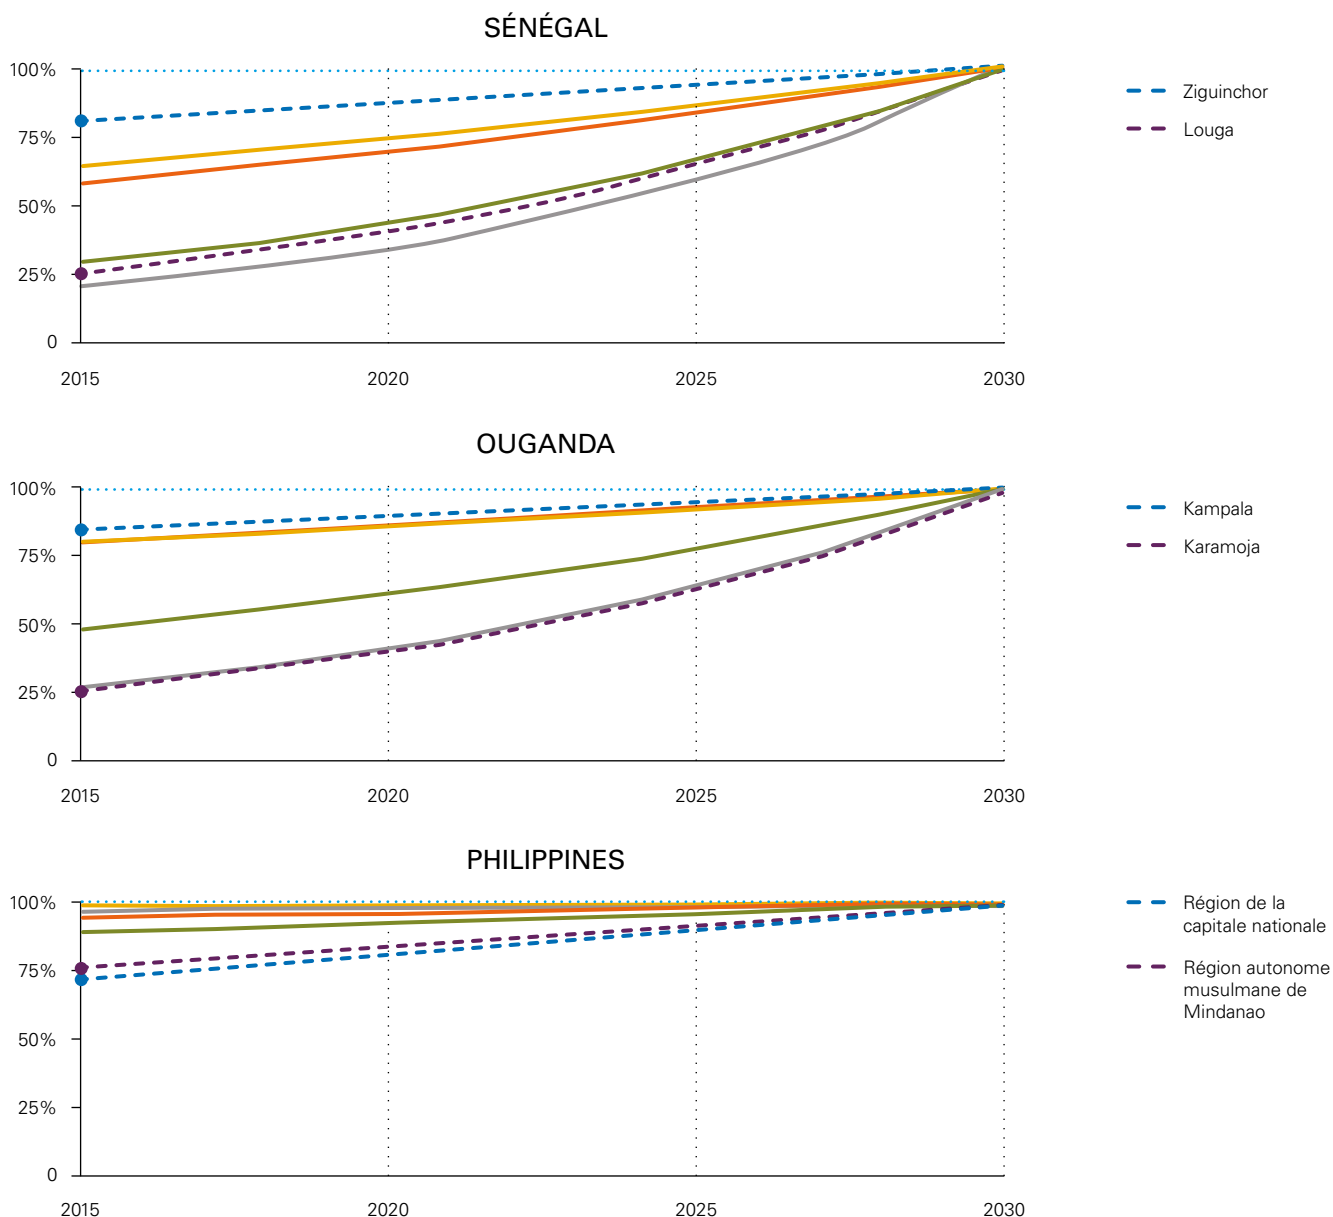 SÉNÉGAL
100%
75%
50%
25%
0
2015
2020
2025
2030
Ziguinchor
Louga
OUGANDA
100%
75%
50%
25%
0
2015
2020
2025
2030
Kampala
Karamoja
PHILIPPINES
100%
75%
50%
25%
0
2015
2020
2025
2030
Région de la
capitale nationale
Région autonome
musulmane de
Mindanao